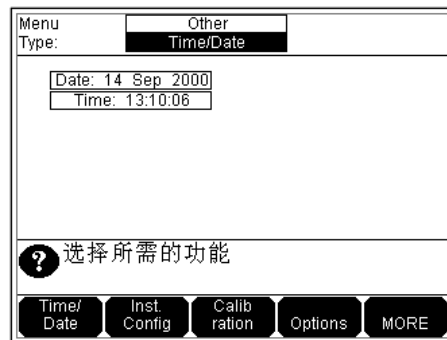 Menu Other
Type: Time/Date
Date: 14 Sep 2000
Time: 13:10:06
? 选择所需的功能
Time/ Inst. Calib
Date Config ration Options MORE